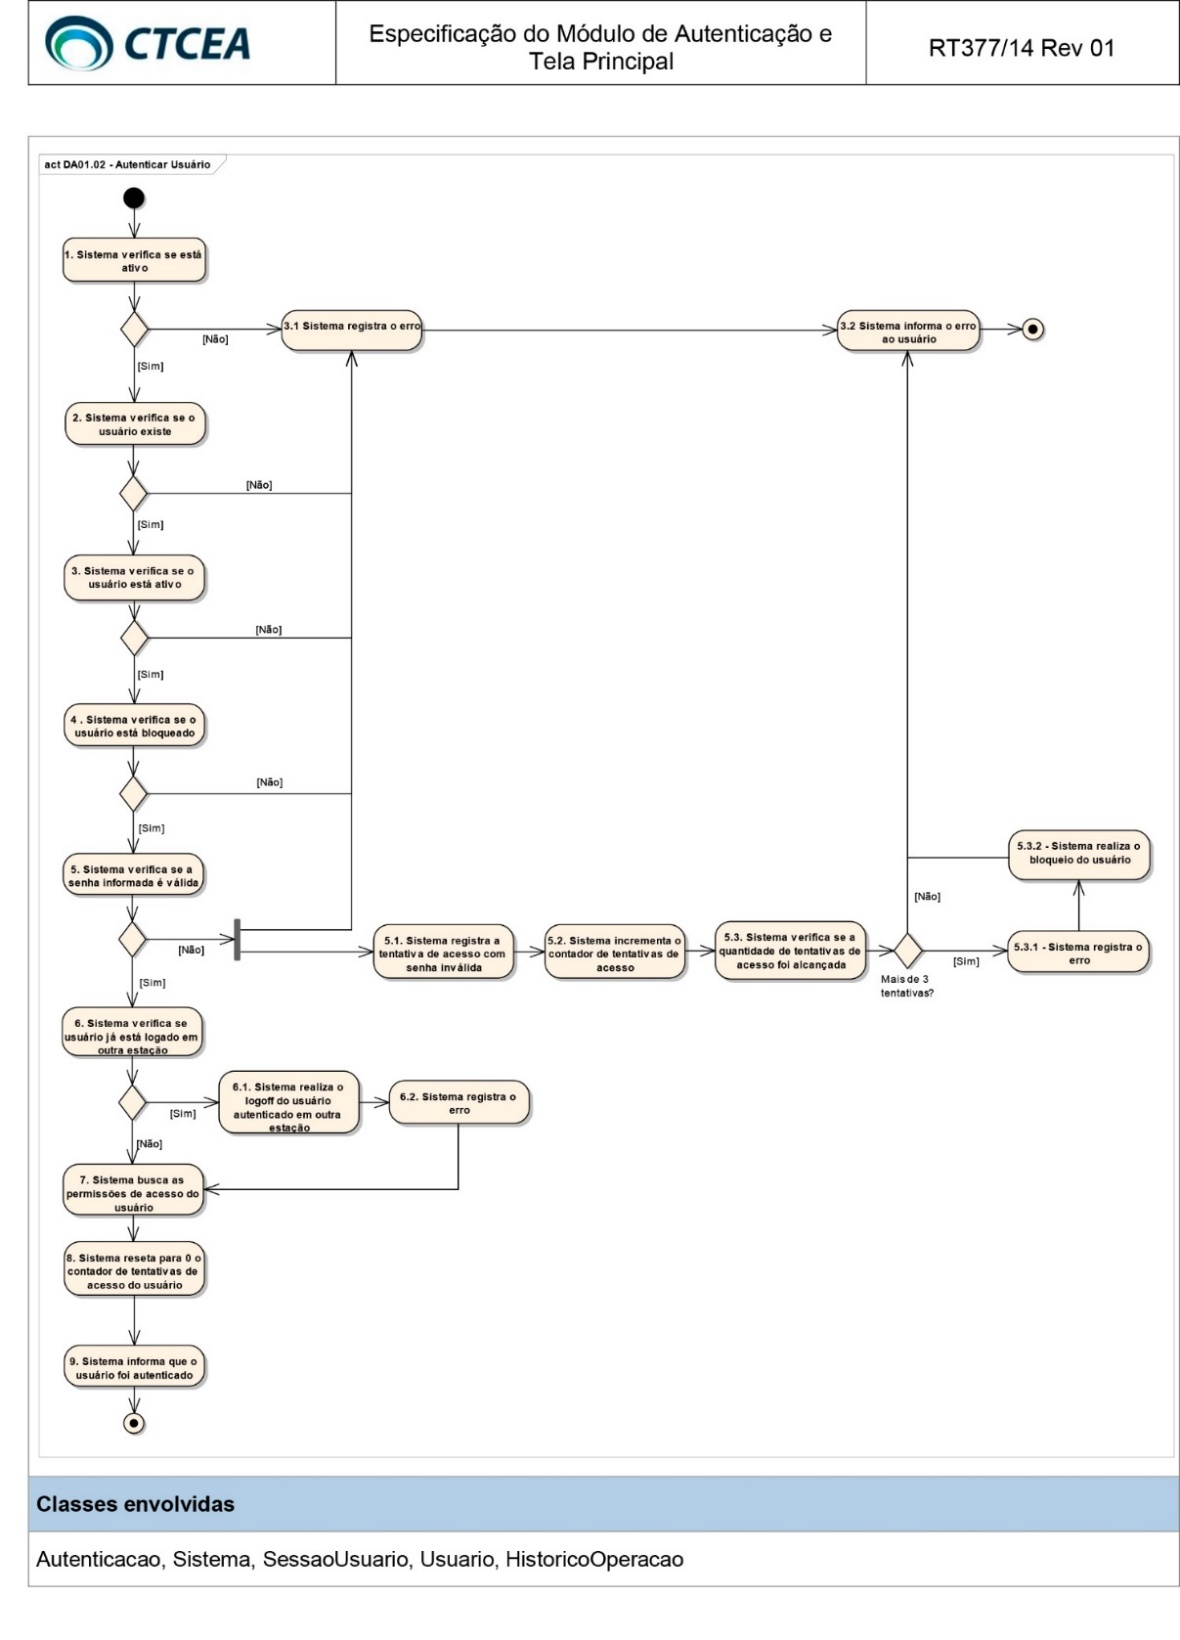 CTCEA
Especificação do Módulo de Autenticação e
Tela Principal
RT377/14 Rev 01
act DA01.02 - Autenticar Usuário
1. Sistema verifica se está
ativo
[Não]
[Sim]
3.1 Sistema registra o erro
3.2 Sistema informa o erro
ao usuário
2. Sistema verifica se o
usuário existe
[Não]
[Sim]
3. Sistema verifica se o
usuário está ativo
[Não]
[Sim]
4 . Sistema verifica se o
usuário está bloqueado
[Não]
[Sim]
5. Sistema verifica se a
senha informada é válida
[Não]
[Sim]
5.1. Sistema registra a
tentativa de acesso com
senha inválida
5.2. Sistema incrementa o
contador de tentativas de
acesso
5.3. Sistema verifica se a
quantidade de tentativas de
acesso foi alcançada
[Não]
[Sim]
Mais de 3
tentativas?
5.3.2 - Sistema realiza o
bloqueio do usuário
5.3.1 - Sistema registra o
erro
6. Sistema verifica se
usuário já está logado em
outra estação
[Sim]
[Não]
6.1. Sistema realiza o
logoff do usuário
autenticado em outra
estação
6.2. Sistema registra o
erro
7. Sistema busca as
permissões de acesso do
usuário
8. Sistema reseta para 0 o
contador de tentativas de
acesso do usuário
9. Sistema informa que o
usuário foi autenticado
Classes envolvidas
Autenticacao, Sistema, SessaoUsuario, Usuario, HistoricoOperacao